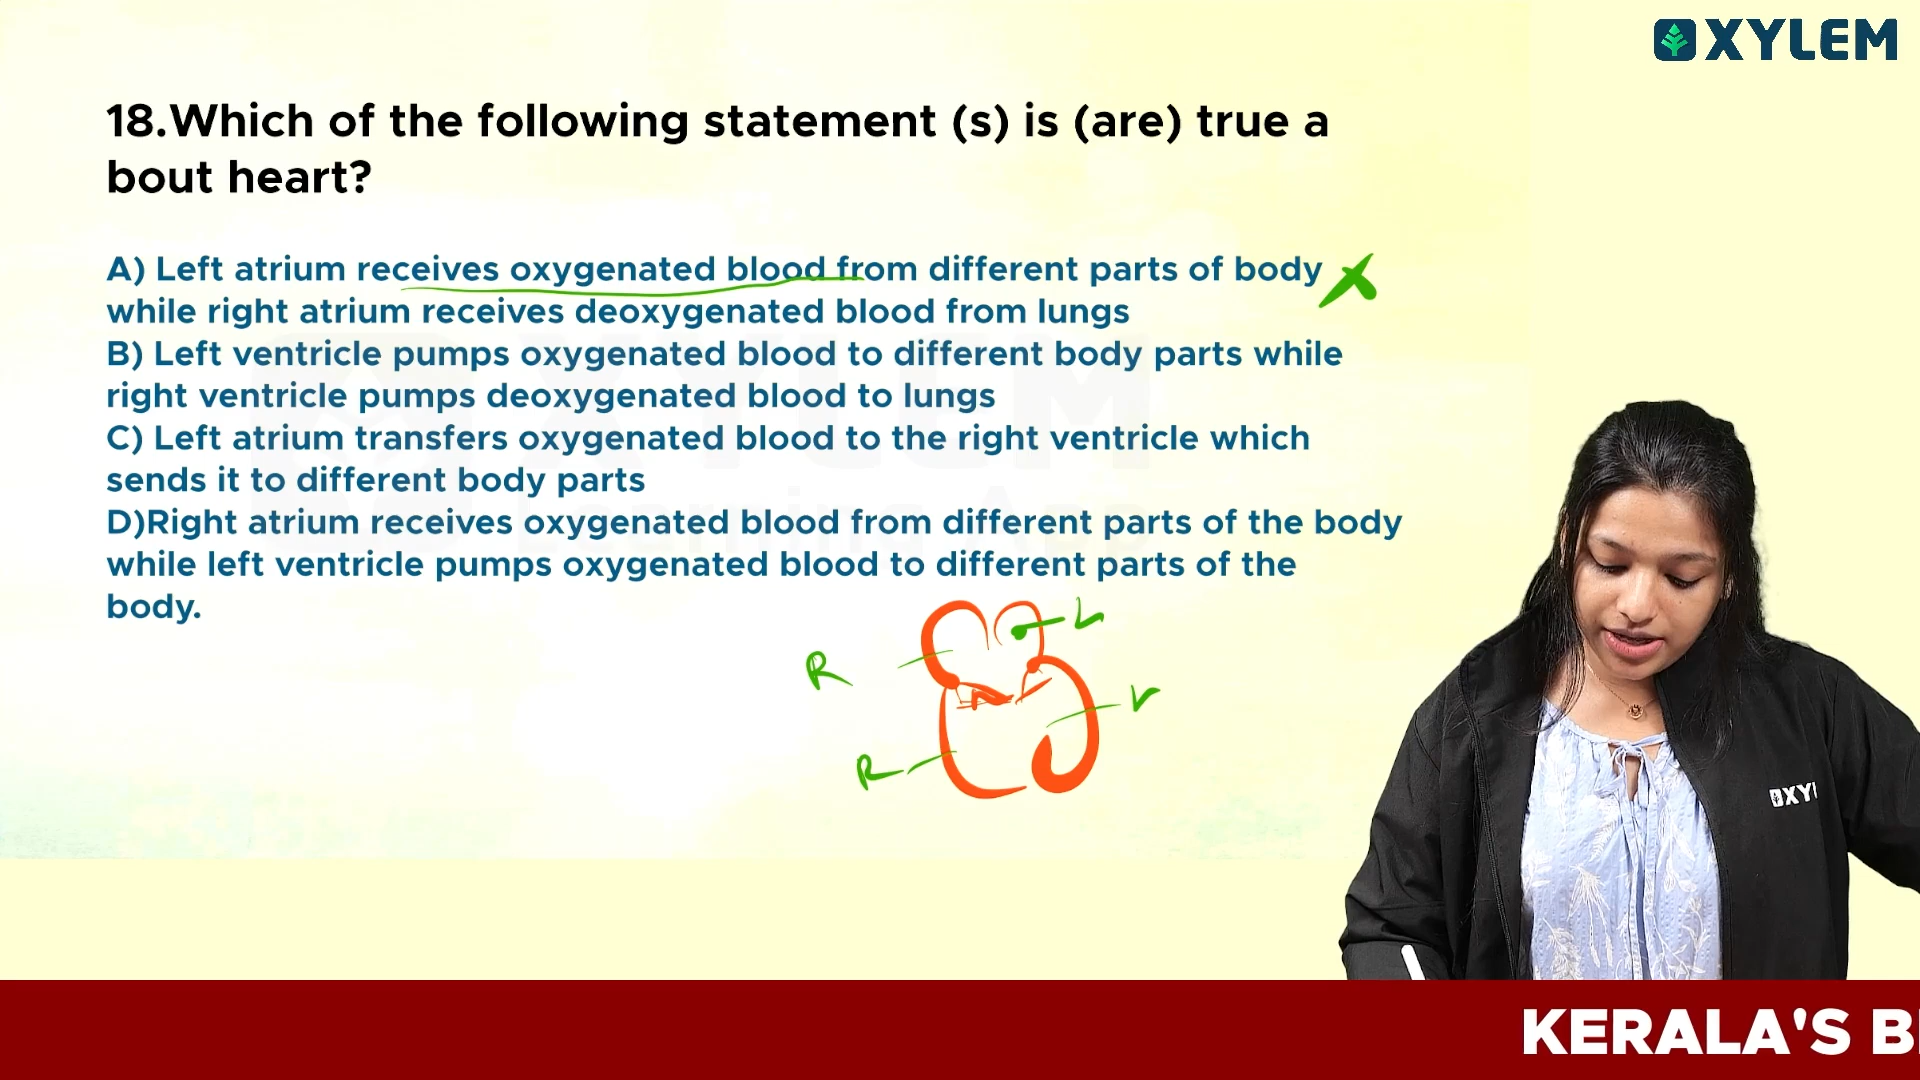 XYLEM
18.Which of the following statement (s) is (are) true a
bout heart?
A) Left atrium receives oxygenated blood from different parts of body
while right atrium receives deoxygenated blood from lungs
B) Left ventricle pumps oxygenated blood to different body parts while
right ventricle pumps deoxygenated blood to lungs
C) Left atrium transfers oxygenated blood to the right ventricle which
sends it to different body parts
D)Right atrium receives oxygenated blood from different parts of the body
while left ventricle pumps oxygenated blood to different parts of the
body.
L
R
R
XYL
KERALA'S B